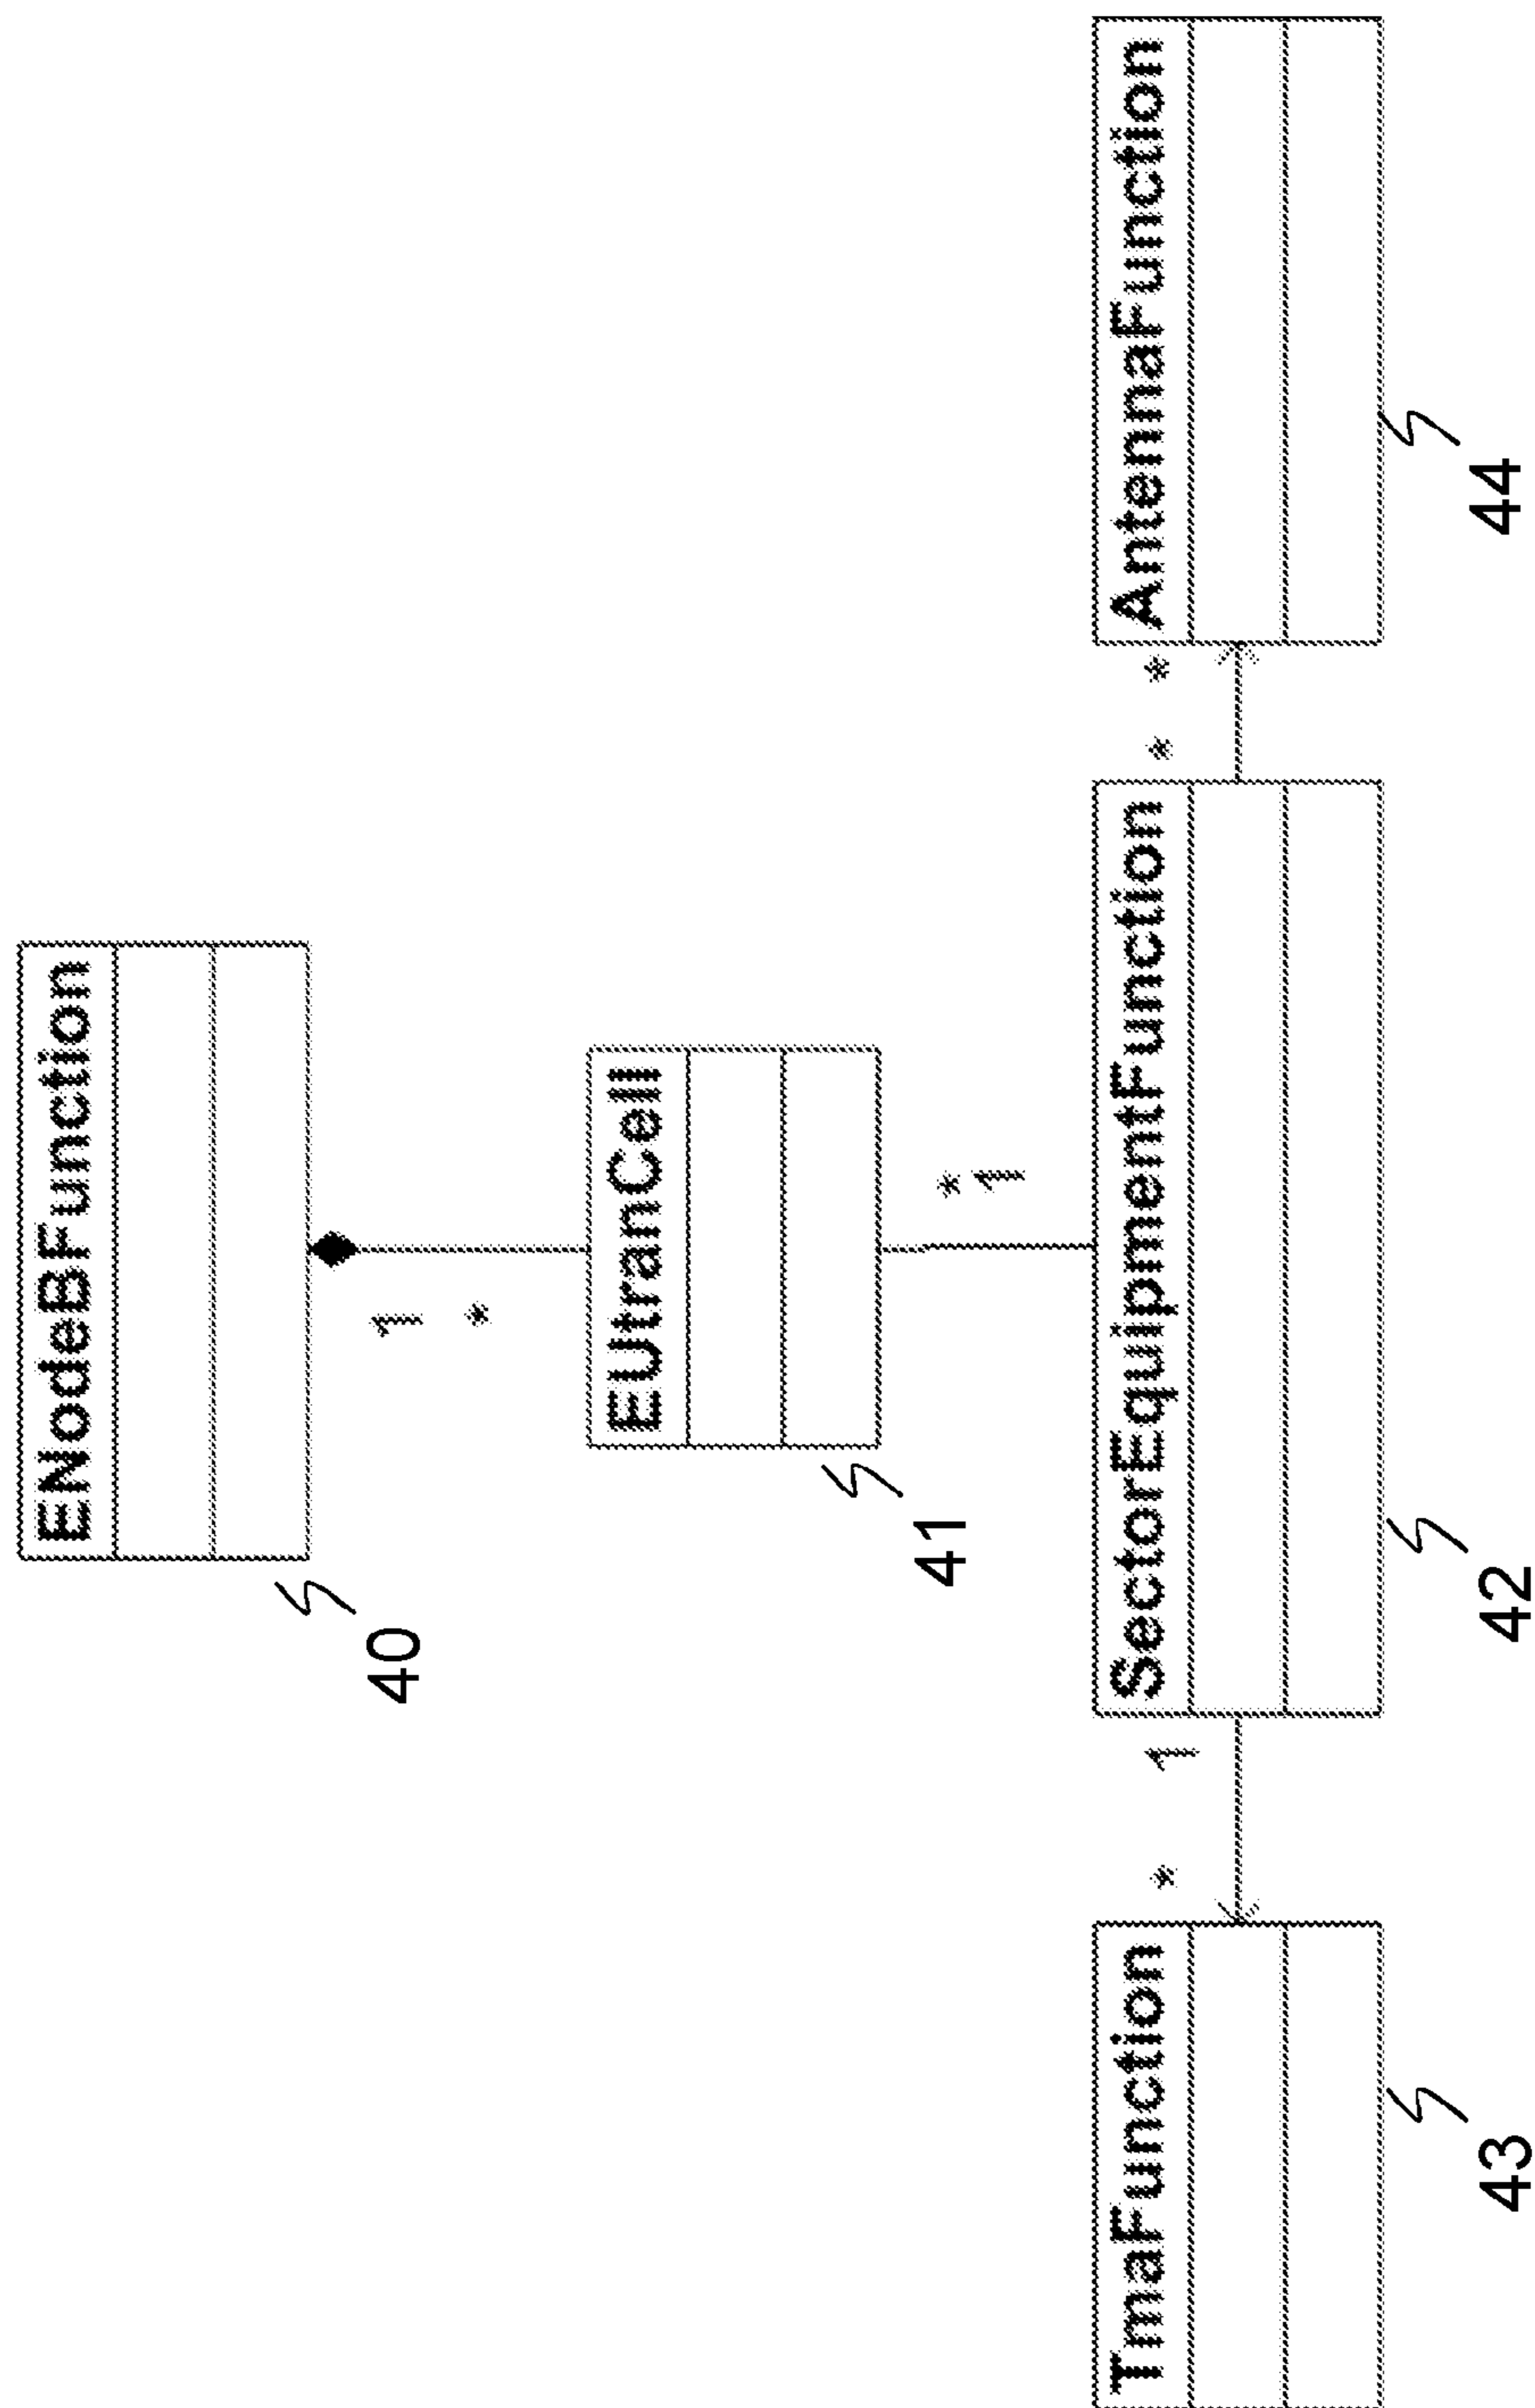 ENodeBFunction
40
1
*
EUtranCell
41
*
1
TmaFunction
*
1
SectorEquipmentFunction
*
*
AntennaFunction
43
42
44